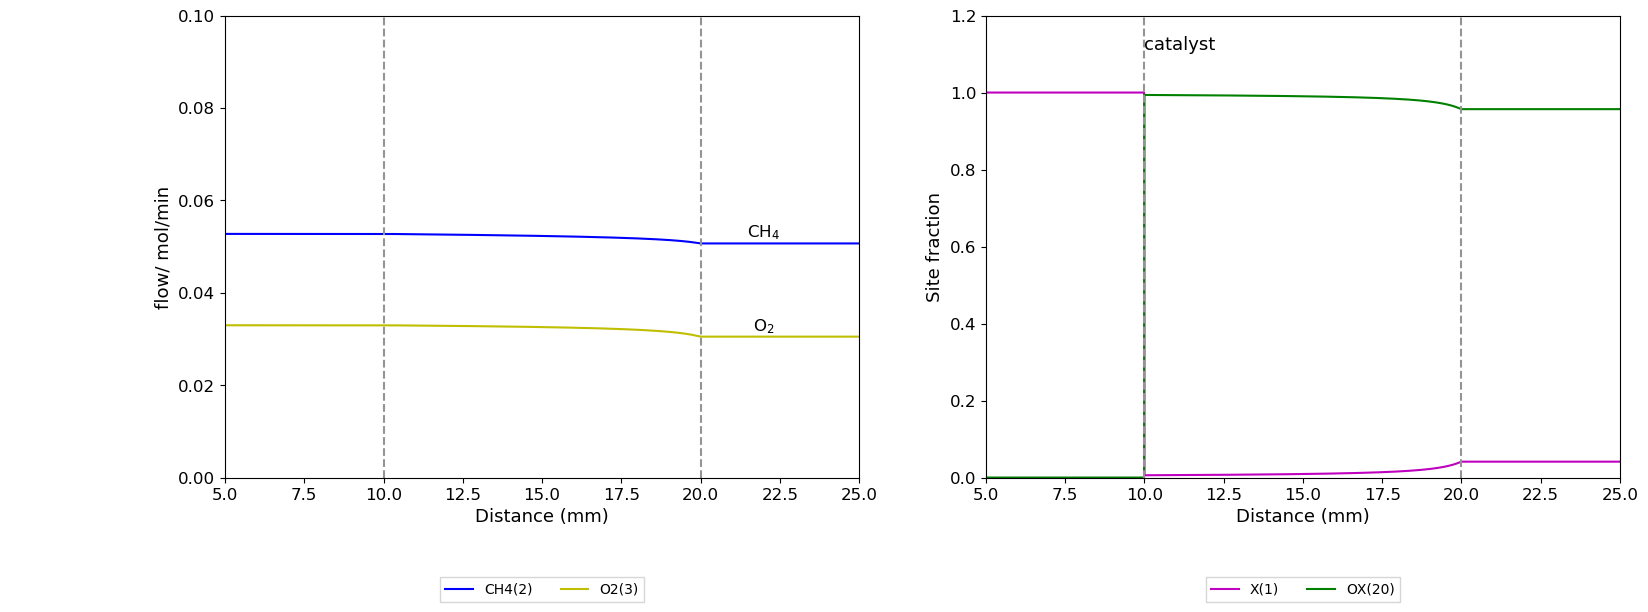 0.10
0.08
0.06
0.04
0.02
0.00
flow/ mol/min
CH₄
O₂
5.0 7.5 10.0 12.5 15.0 17.5 20.0 22.5 25.0
Distance (mm)
CH4(2) O2(3)
1.2
1.0
0.8
0.6
0.4
0.2
0.0
Site fraction
catalyst
5.0 7.5 10.0 12.5 15.0 17.5 20.0 22.5 25.0
Distance (mm)
X(1) OX(20)